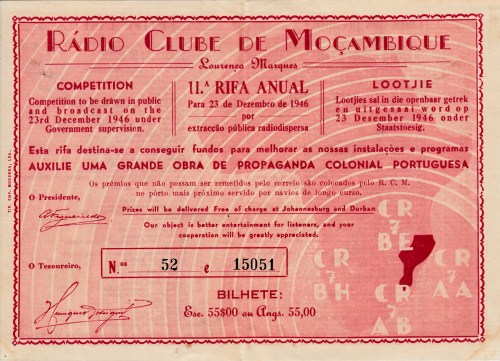 RÁDIO CLUBE DE MOÇAMBIQUE
Lourenço Marques
COMPETITION
Competition to be drawn in public
and broadcast on the
23rd December 1946 under
Government supervision.
11.ª RIFA ANUAL
Para 23 de Dezembro de 1946
por
extracção pública radiodispersa
LOOTJIE
Lootjies sal in die openbaar getrek
en uitgesaai word op
23 Desember 1946 onder
Staatstoesig.
Esta rifa destina-se a conseguir fundos para melhorar as nossas instalações e programas
AUXILIE UMA GRANDE OBRA DE PROPAGANDA COLONIAL PORTUGUESA
Os prémios que não possam ser remetidos pelo correio são colocados pelo R. C. M.
no pôrto mais próximo servido por navios de longo curso.
O Presidente,
Prizes will be delivered Free of charge at Johannesburg and Durban
Our object is better entertainment for listeners, and your
cooperation will be greatly appreciated.
O Tesoureiro,
N.os 52 e 15051
BILHETE:
Esc. 55$00 ou Angs. 55,00
CR
7
BE
CR
7
BH
CR
7
AA
CR
7
AB